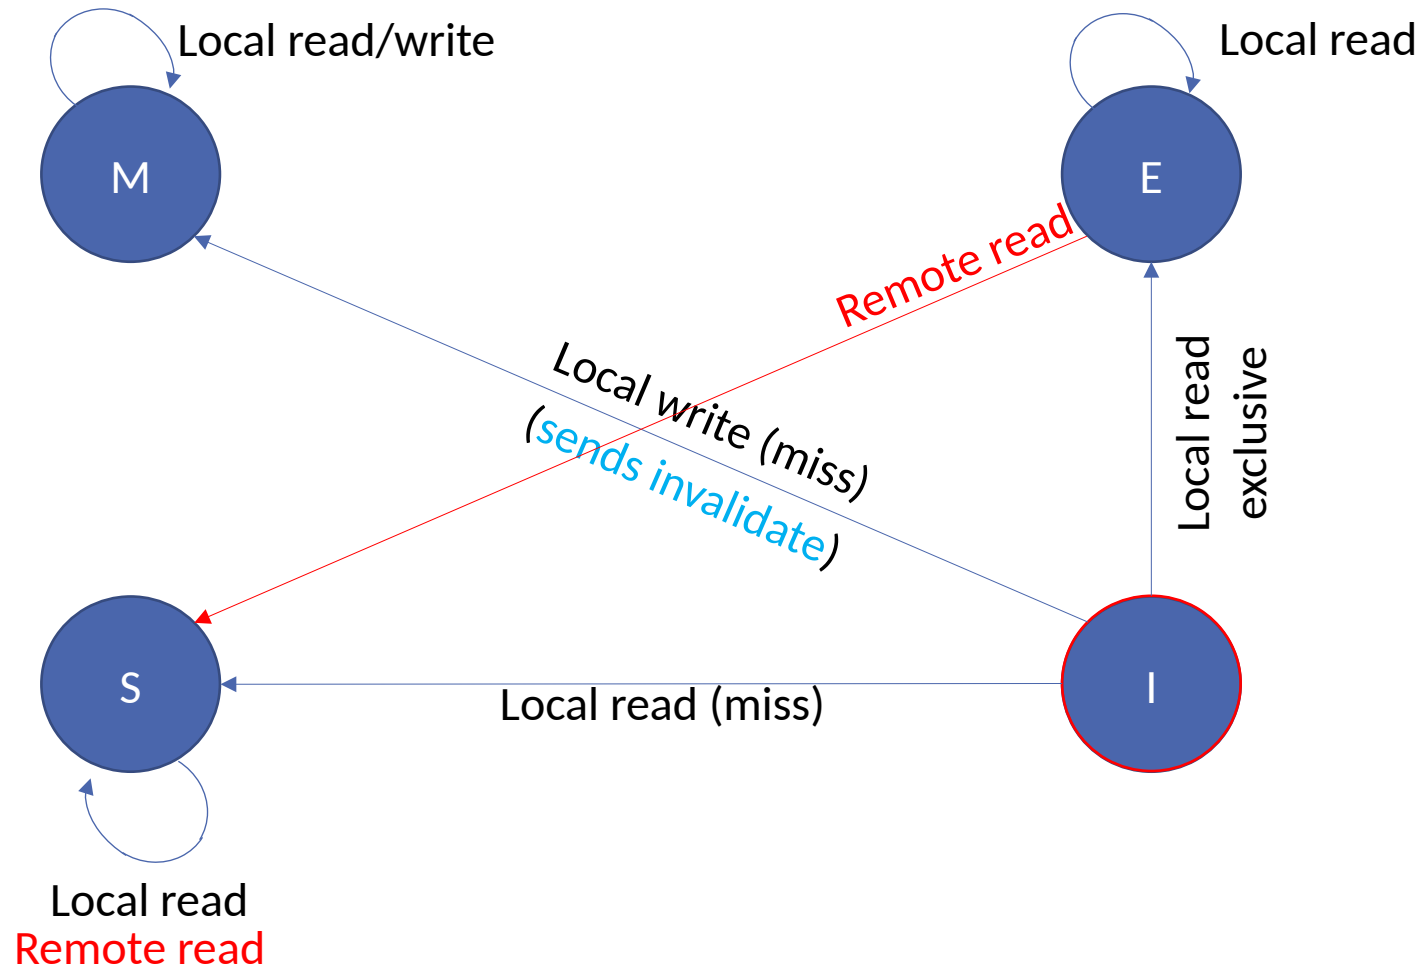 Local read/write
Local read
M
E
Remote read
Local write (miss)
(sends invalidate)
Local read
exclusive
S
I
Local read (miss)
Local read
Remote read